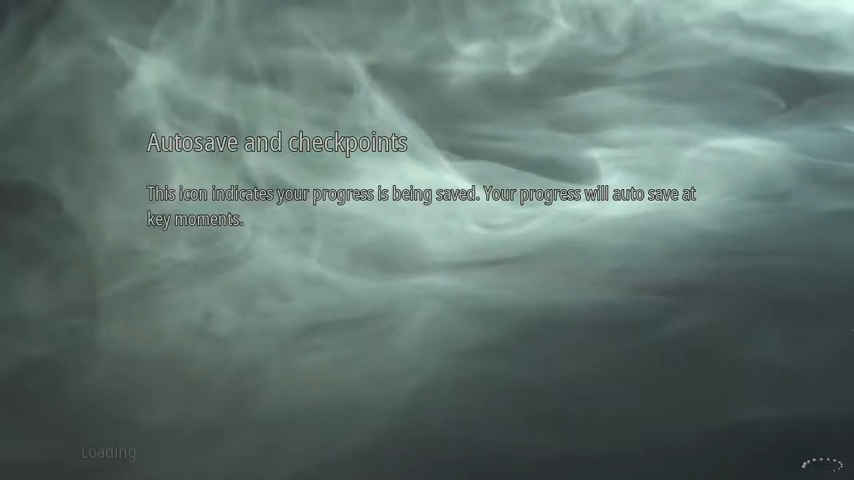 Autosave and checkpoints
This icon indicates your progress is being saved. Your progress will auto save at
key moments.
Loading